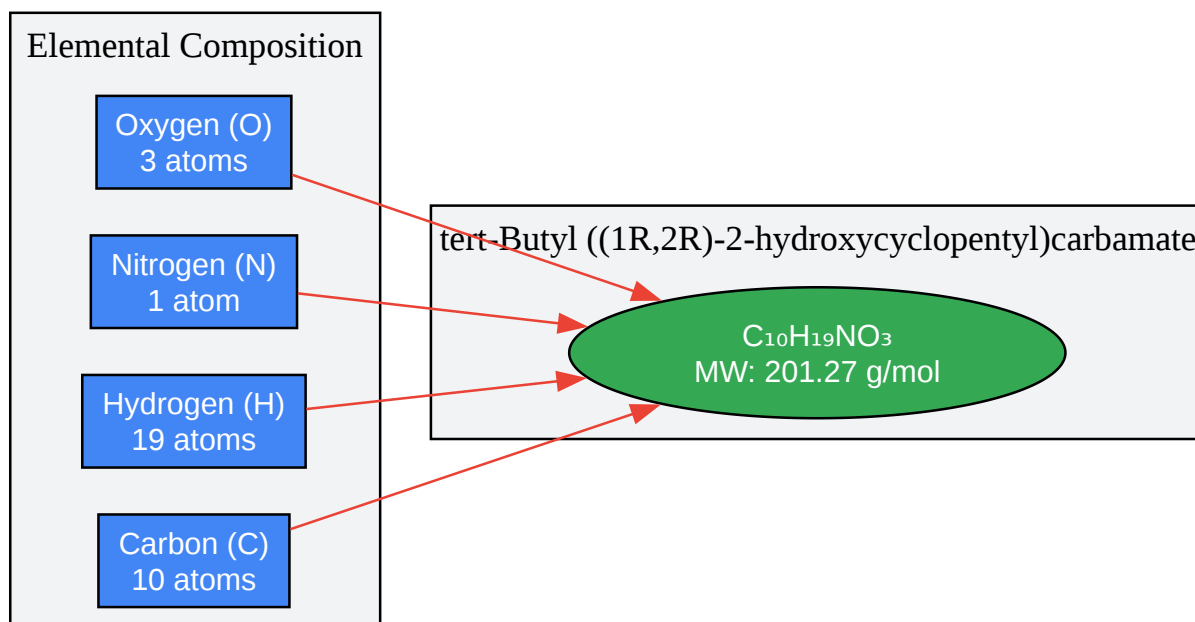 Elemental Composition
Oxygen (O)
3 atoms
Nitrogen (N)
1 atom
Hydrogen (H)
19 atoms
Carbon (C)
10 atoms
tert-Butyl ((1R,2R)-2-hydroxycyclopentyl)carbamate
C₁₀H₁₉NO₃
MW: 201.27 g/mol